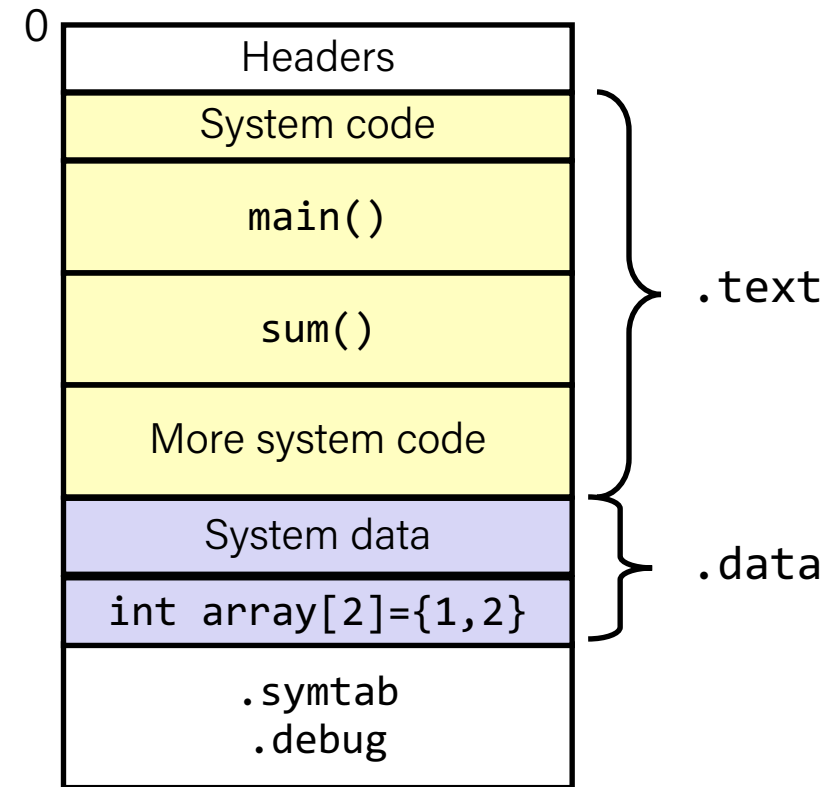 0
Headers
System code
main()
sum()
More system code
.text
System data
int array[2]={1,2}
.data
.symtab
.debug